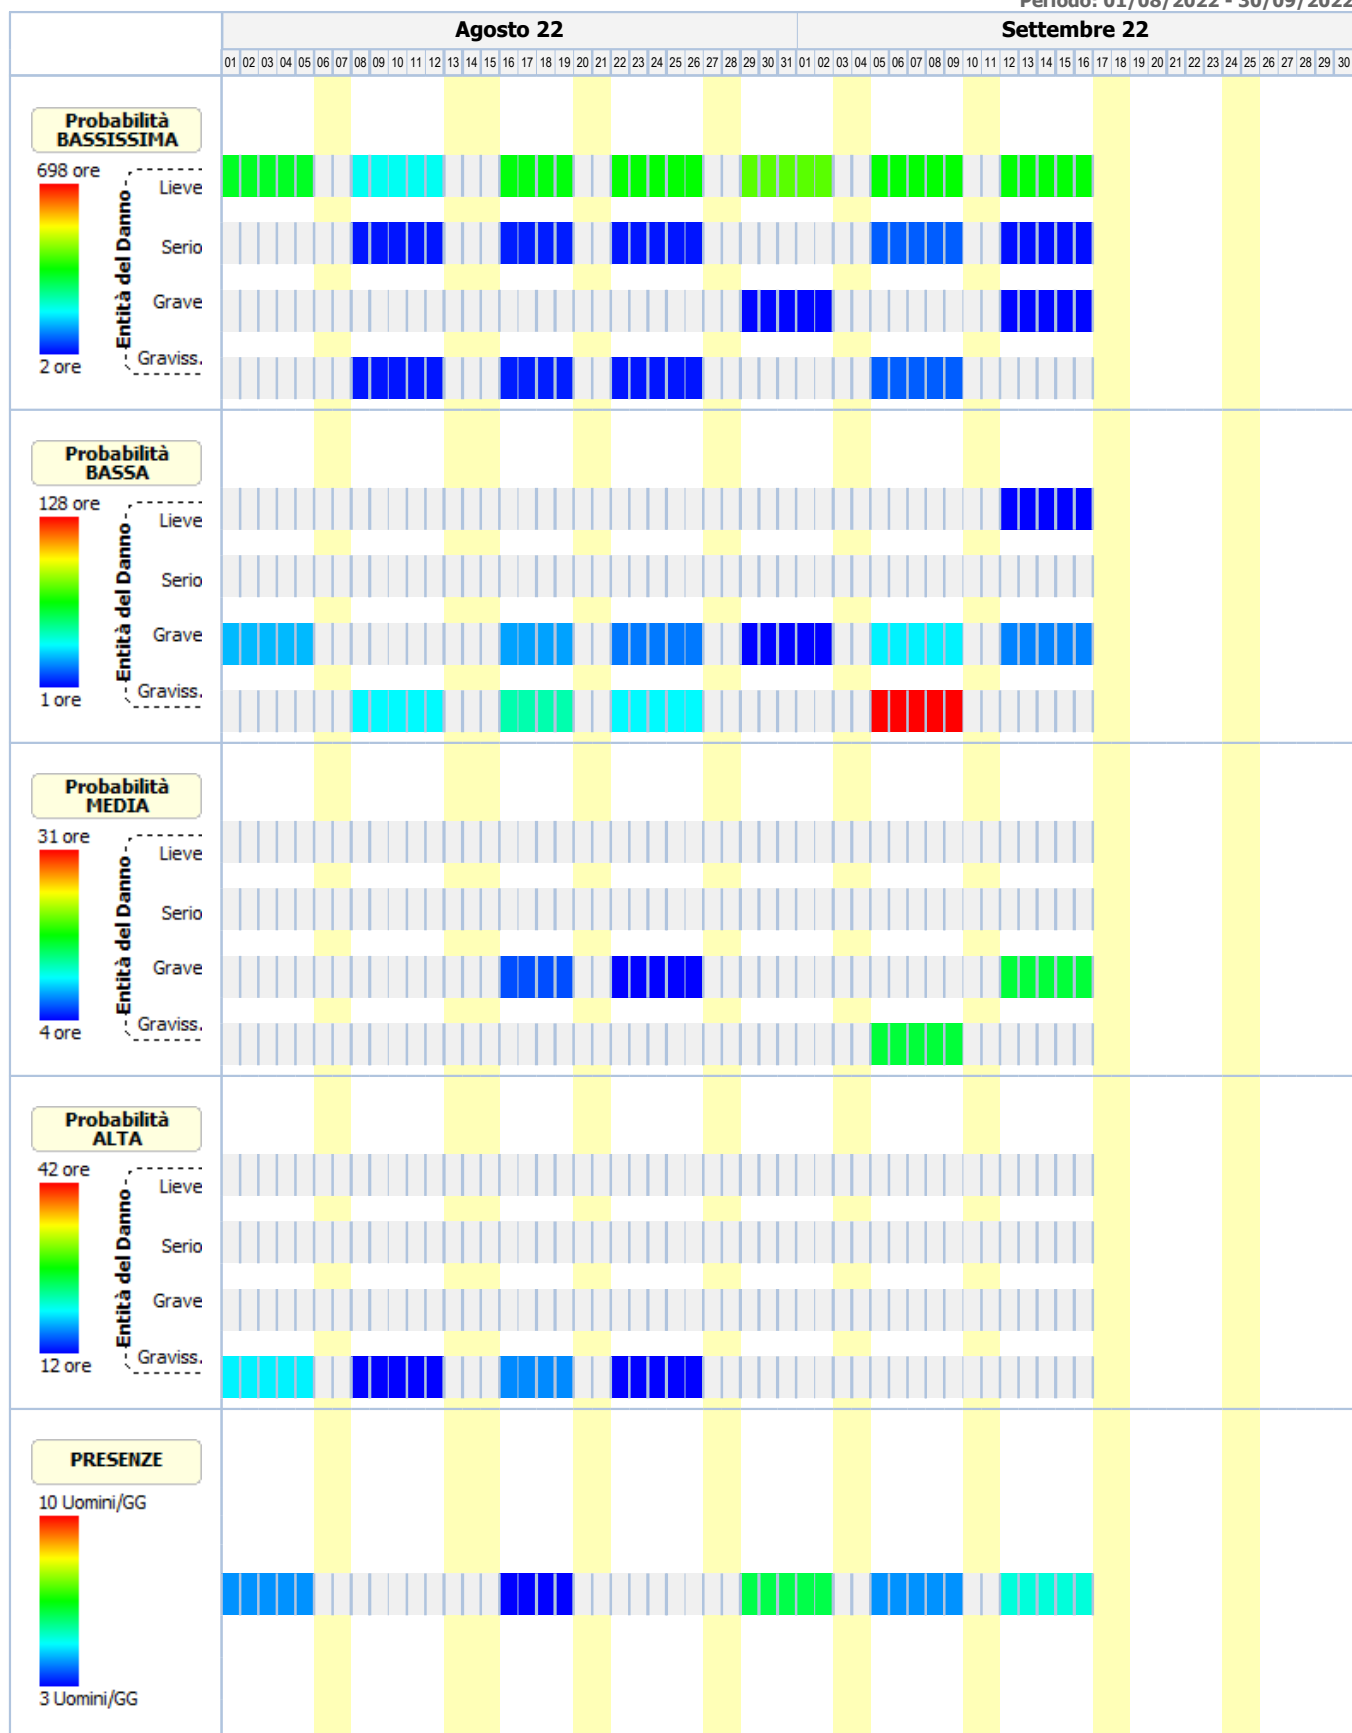 Periodo: 01/08/2022 - 30/09/2022
Agosto 22 Settembre 22
01 02 03 04 05 06 07 08 09 10 11 12 13 14 15 16 17 18 19 20 21 22 23 24 25 26 27 28 29 30 31 01 02 03 04 05 06 07 08 09 10 11 12 13 14 15 16 17 18 19 20 21 22 23 24 25 26 27 28 29 30
Probabilità
BASSISSIMA
698 ore
Entità del Danno
Lieve
Serio
Grave
Graviss.
2 ore
Probabilità
BASSA
128 ore
Entità del Danno
Lieve
Serio
Grave
Graviss.
1 ore
Probabilità
MEDIA
31 ore
Entità del Danno
Lieve
Serio
Grave
Graviss.
4 ore
Probabilità
ALTA
42 ore
Entità del Danno
Lieve
Serio
Grave
Graviss.
12 ore
PRESENZE
10 Uomini/GG
3 Uomini/GG